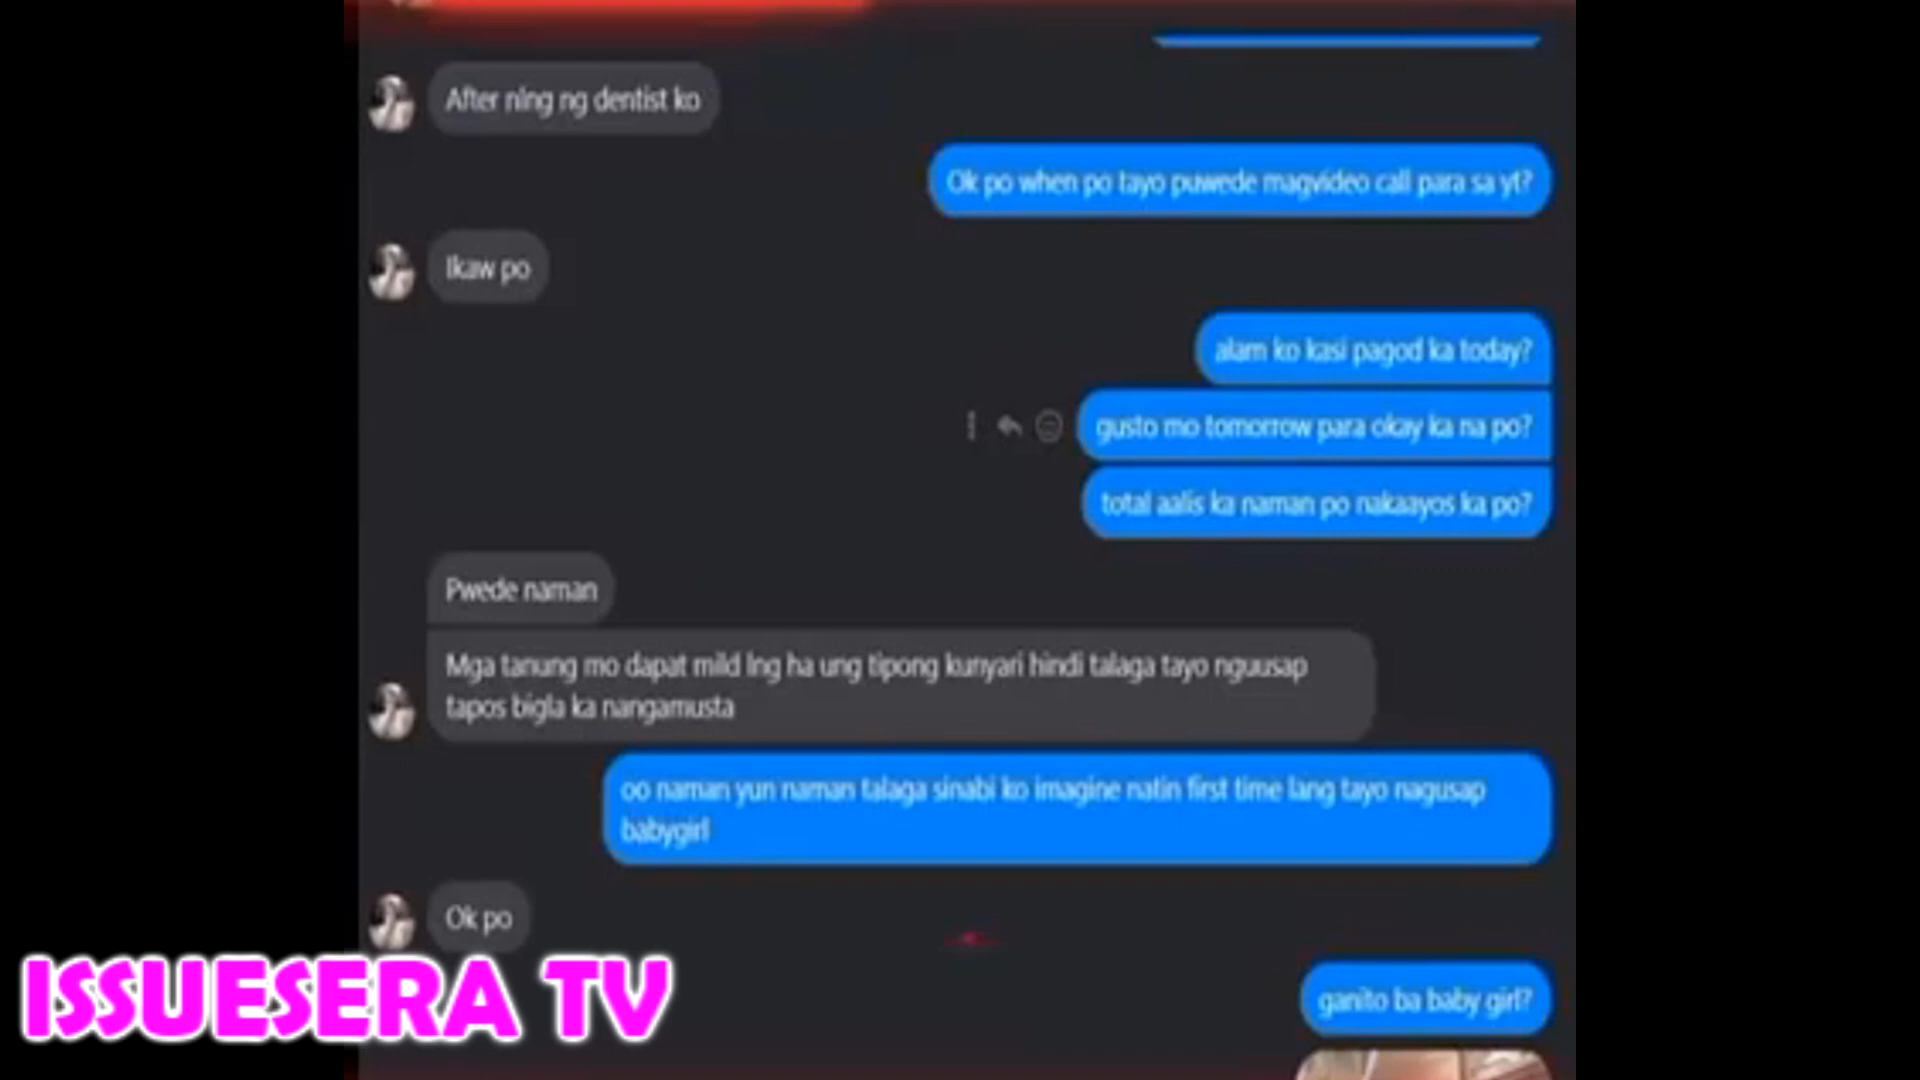 After nlng ng dentist ko
Ok po when po tayo puwede magvideo call para sa yt?
Ikaw po
alam ko kasi pagod ka today?
gusto mo tomorrow para okay ka na po?
total aalis ka naman po nakaayos ka po?
Pwede naman
Mga tanung mo dapat mild lng ha ung tipong kunyari hindi talaga tayo nguusap
tapos bigla ka nangamusta
oo naman yun naman talaga sinabi ko imagine natin first time lang tayo nagusap
babygirl
Ok po
ganito ba baby girl?
ISSUESERA TV